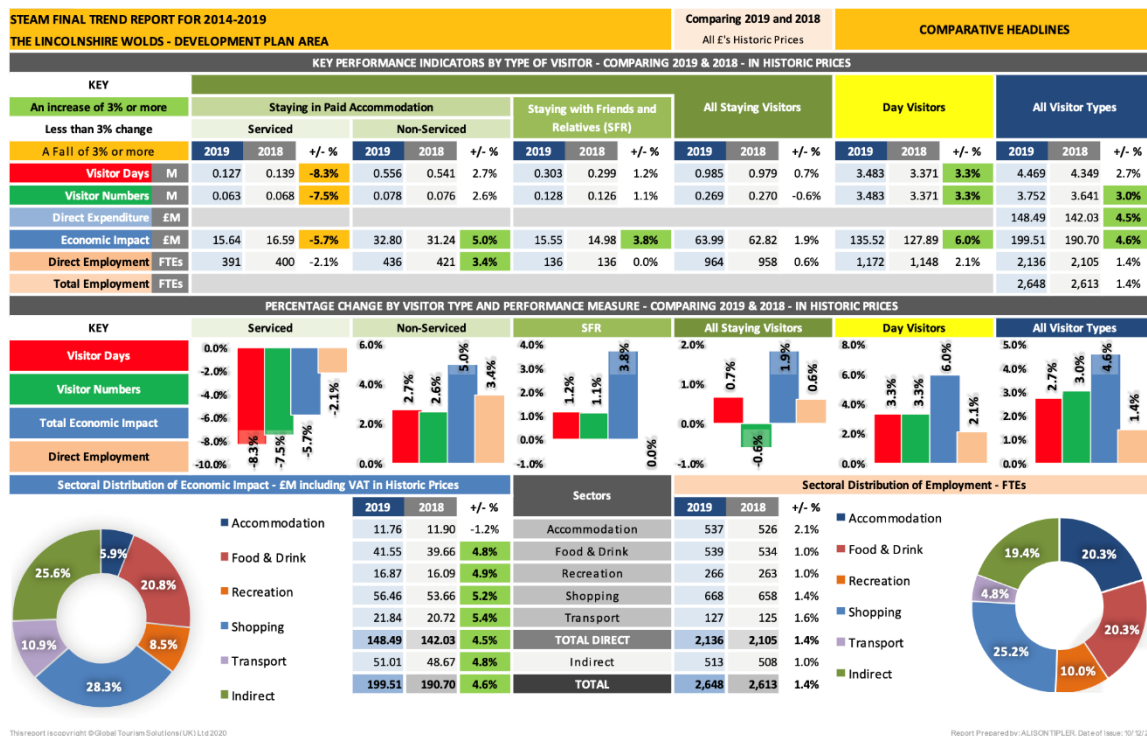 STEAM FINAL TREND REPORT FOR 2014-2019
THE LINCOLNSHIRE WOLDS - DEVELOPMENT PLAN AREA
Comparing 2019 and 2018
All £'s Historic Prices
COMPARATIVE HEADLINES
KEY PERFORMANCE INDICATORS BY TYPE OF VISITOR - COMPARING 2019 & 2018 - IN HISTORIC PRICES
KEY
An increase of 3% or more
Less than 3% change
A Fall of 3% or more
Staying in Paid Accommodation
Serviced Non-Serviced
Staying with Friends and
Relatives (SFR)
All Staying Visitors
Day Visitors
All Visitor Types
2019 2018 +/- % 2019 2018 +/- % 2019 2018 +/- % 2019 2018 +/- % 2019 2018 +/- % 2019 2018 +/- %
Visitor Days M 0.127 0.139 -8.3% 0.556 0.541 2.7% 0.303 0.299 1.2% 0.985 0.979 0.7% 3.483 3.371 3.3% 4.469 4.349 2.7%
Visitor Numbers M 0.063 0.068 -7.5% 0.078 0.076 2.6% 0.128 0.126 1.1% 0.269 0.270 -0.6% 3.483 3.371 3.3% 3.752 3.641 3.0%
Direct Expenditure £M 148.49 142.03 4.5%
Economic Impact £M 15.64 16.59 -5.7% 32.80 31.24 5.0% 15.55 14.98 3.8% 63.99 62.82 1.9% 135.52 127.89 6.0% 199.51 190.70 4.6%
Direct Employment FTEs 391 400 -2.1% 436 421 3.4% 136 136 0.0% 964 958 0.6% 1,172 1,148 2.1% 2,136 2,105 1.4%
Total Employment FTEs 2,648 2,613 1.4%
PERCENTAGE CHANGE BY VISITOR TYPE AND PERFORMANCE MEASURE - COMPARING 2019 & 2018 - IN HISTORIC PRICES
KEY
Visitor Days
Visitor Numbers
Total Economic Impact
Direct Employment
Serviced
0.0%
-2.0%
-4.0%
-6.0%
-8.0%
-10.0%
-8.3%
-7.5%
-5.7%
-2.1%
Non-Serviced
6.0%
4.0%
2.0%
0.0%
2.7%
2.6%
5.0%
3.4%
SFR
4.0%
3.0%
2.0%
1.0%
0.0%
-1.0%
1.2%
1.1%
3.8%
0.0%
All Staying Visitors
2.0%
1.0%
0.0%
-1.0%
0.7%
-0.6%
1.9%
0.6%
Day Visitors
8.0%
6.0%
4.0%
2.0%
0.0%
3.3%
3.3%
6.0%
2.1%
All Visitor Types
5.0%
4.0%
3.0%
2.0%
1.0%
0.0%
2.7%
3.0%
4.6%
1.4%
Sectoral Distribution of Economic Impact - £M including VAT in Historic Prices
Sectors
Sectoral Distribution of Employment - FTEs
2019 2018 +/- % 2019 2018 +/- %
11.76 11.90 -1.2% Accommodation 537 526 2.1%
41.55 39.66 4.8% Food & Drink 539 534 1.0%
16.87 16.09 4.9% Recreation 266 263 1.0%
56.46 53.66 5.2% Shopping 668 658 1.4%
21.84 20.72 5.4% Transport 127 125 1.6%
148.49 142.03 4.5% TOTAL DIRECT 2,136 2,105 1.4%
51.01 48.67 4.8% Indirect 513 508 1.0%
199.51 190.70 4.6% TOTAL 2,648 2,613 1.4%
5.9%
20.8%
8.5%
28.3%
10.9%
25.6%
Accommodation
Food & Drink
Recreation
Shopping
Transport
Indirect
Accommodation
Food & Drink
Recreation
Shopping
Transport
Indirect
20.3%
20.3%
10.0%
25.2%
4.8%
19.4%
This report is copyright © Global Tourism Solutions (UK) Ltd 2020
Report Prepared by: ALISON TIPLER. Date of Issue: 10/12/